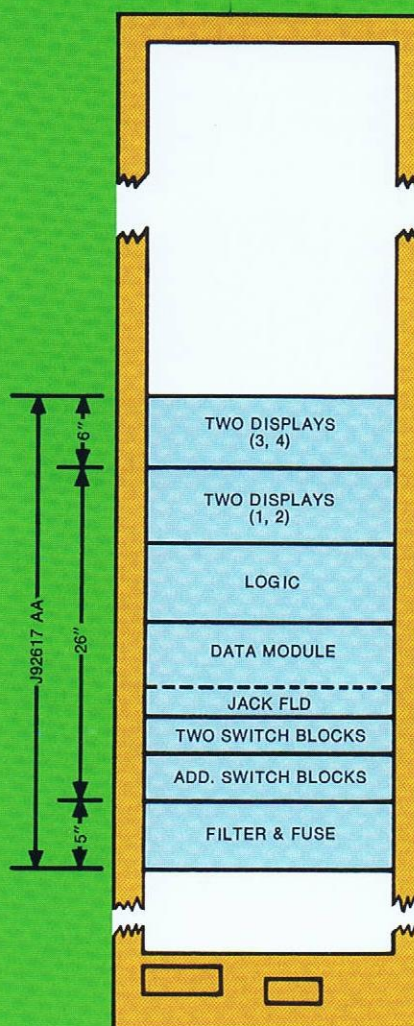 TWO DISPLAYS
(3, 4)
TWO DISPLAYS
(1, 2)
LOGIC
DATA MODULE
JACK FLD
TWO SWITCH BLOCKS
ADD. SWITCH BLOCKS
FILTER & FUSE
J92617 AA
6"
26"
5"